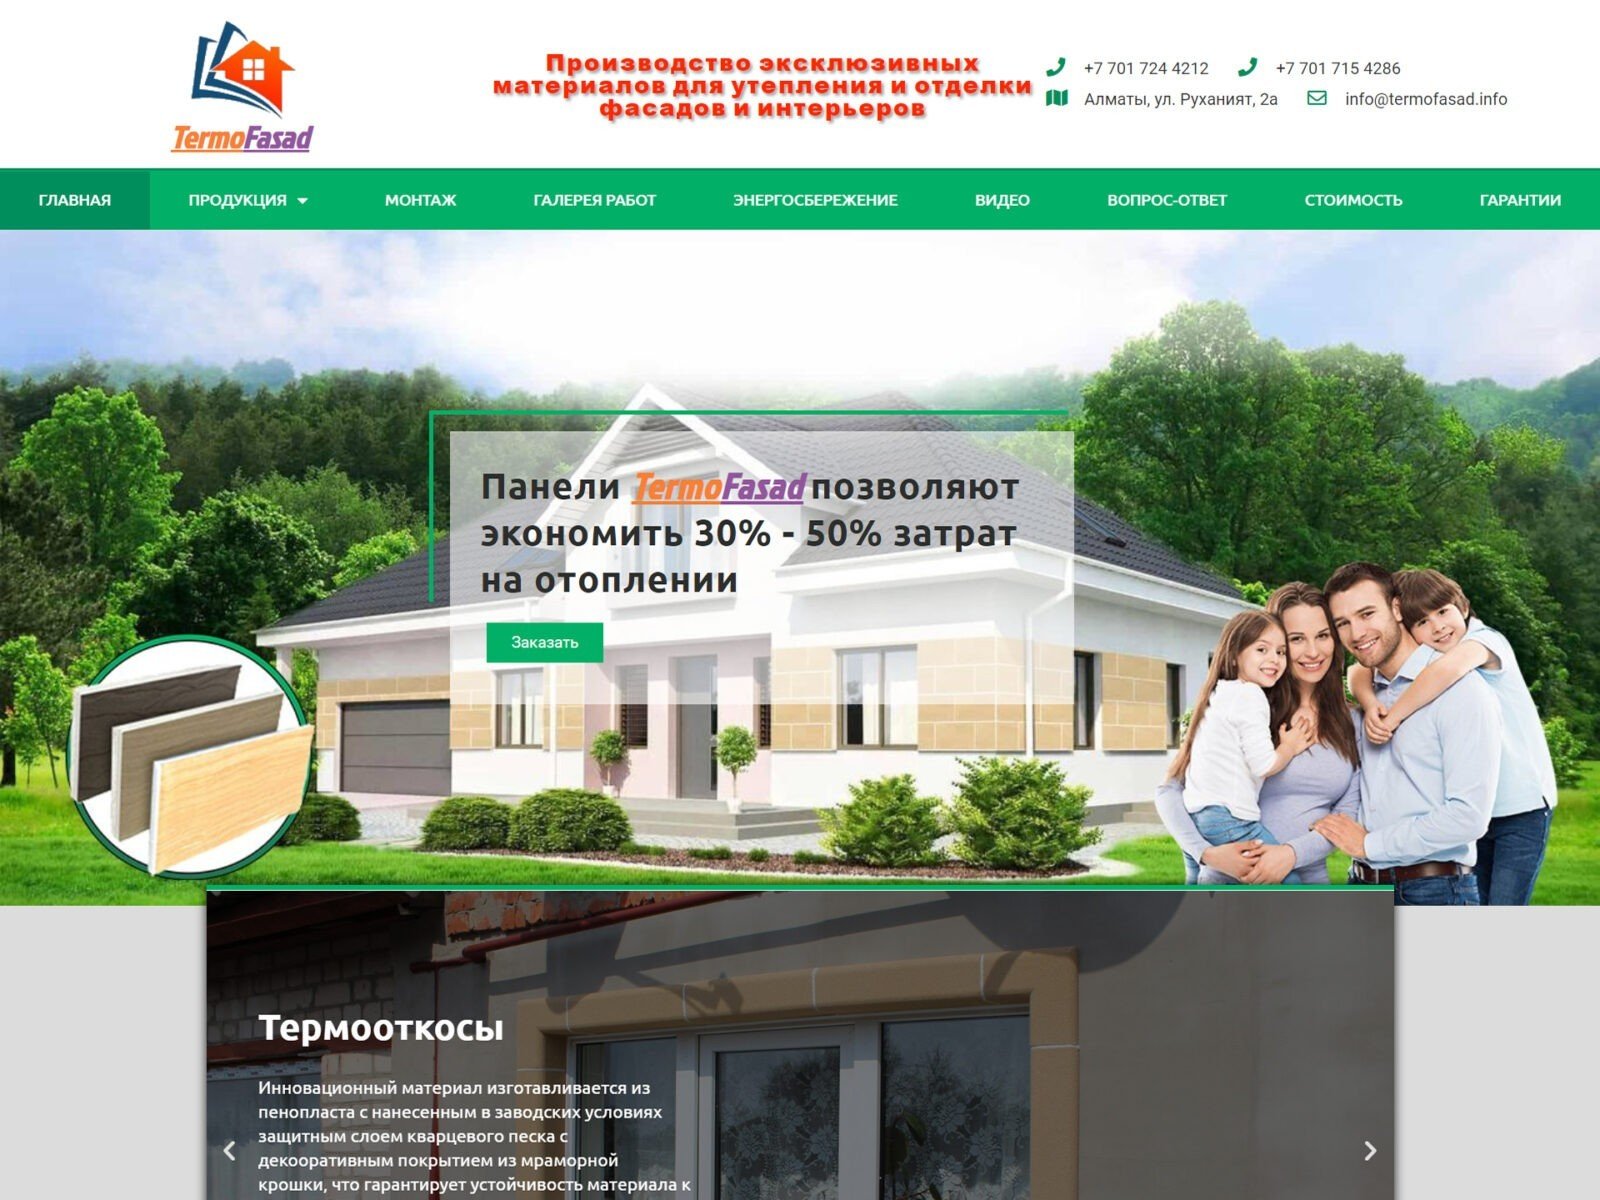 TermoFasad
Производство эксклюзивных
материалов для утепления и отделки
фасадов и интерьеров
+7 701 724 4212
+7 701 715 4286
Алматы, ул. Руханият, 2а
info@termofasad.info
ГЛАВНАЯ
ПРОДУКЦИЯ
МОНТАЖ
ГАЛЕРЕЯ РАБОТ
ЭНЕРГОСБЕРЕЖЕНИЕ
ВИДЕО
ВОПРОС-ОТВЕТ
СТОИМОСТЬ
ГАРАНТИИ
Панели TermoFasad позволяют
экономить 30% - 50% затрат
на отоплении
Заказать
Термооткосы
Инновационный материал изготавливается из
пенопласта с нанесенным в заводских условиях
защитным слоем кварцевого песка с
декооративным покрытием из мраморной
крошки, что гарантирует устойчивость материала к